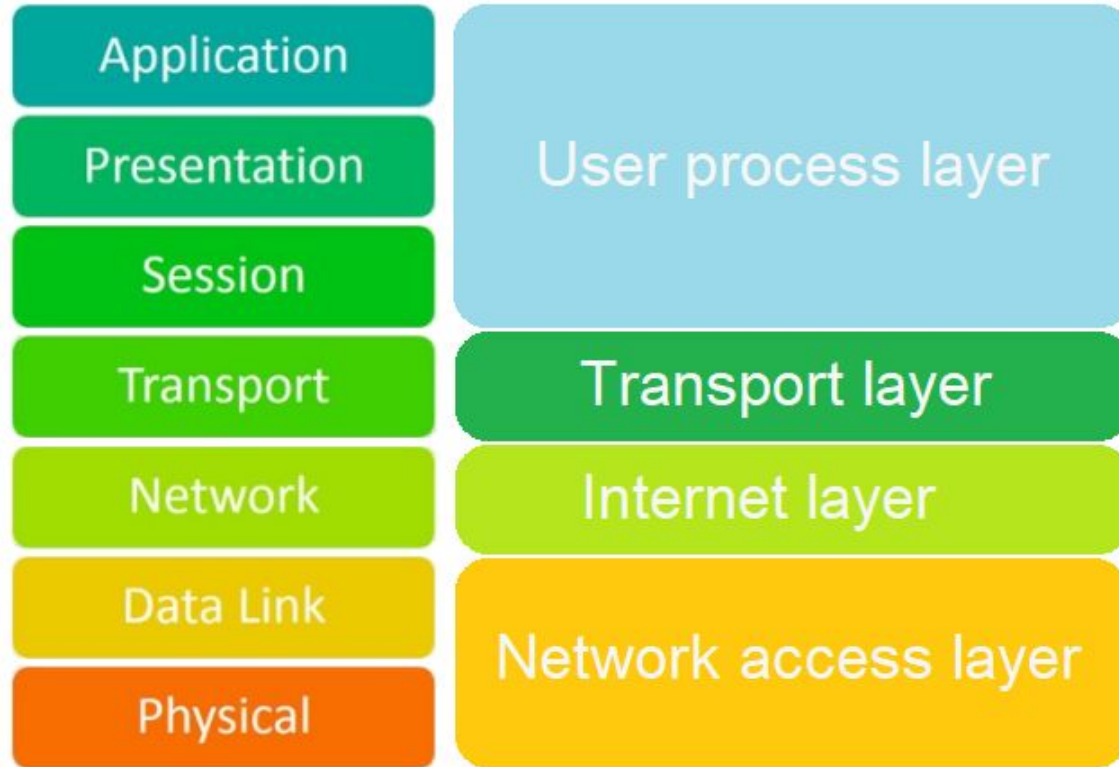 Application
Presentation
Session
Transport
Network
Data Link
Physical
User process layer
Transport layer
Internet layer
Network access layer